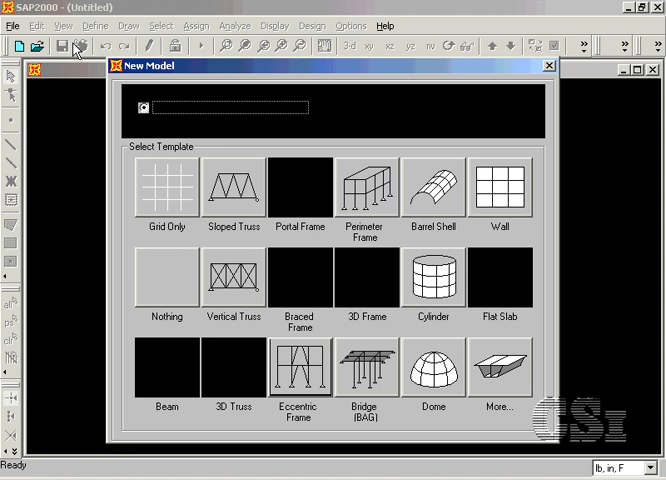 SAP2000 - (Untitled)
File Edit View Define Draw Select Assign Analyze Display Design Options Help
3-d xy xz yz nv
New Model
Select Template
Grid Only Sloped Truss Portal Frame Perimeter Frame Barrel Shell Wall
Nothing Vertical Truss Braced Frame 3D Frame Cylinder Flat Slab
Beam 3D Truss Eccentric Frame Bridge (BAG) Dome More...
all
ps
clr
CSi
Ready
lb, in, F